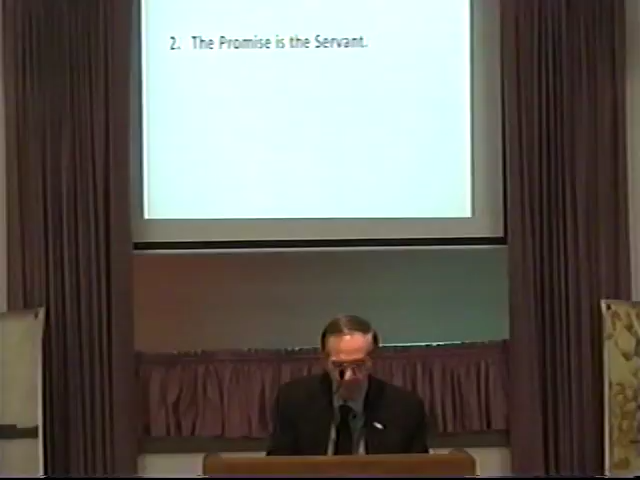 2. The Promise is the Servant.